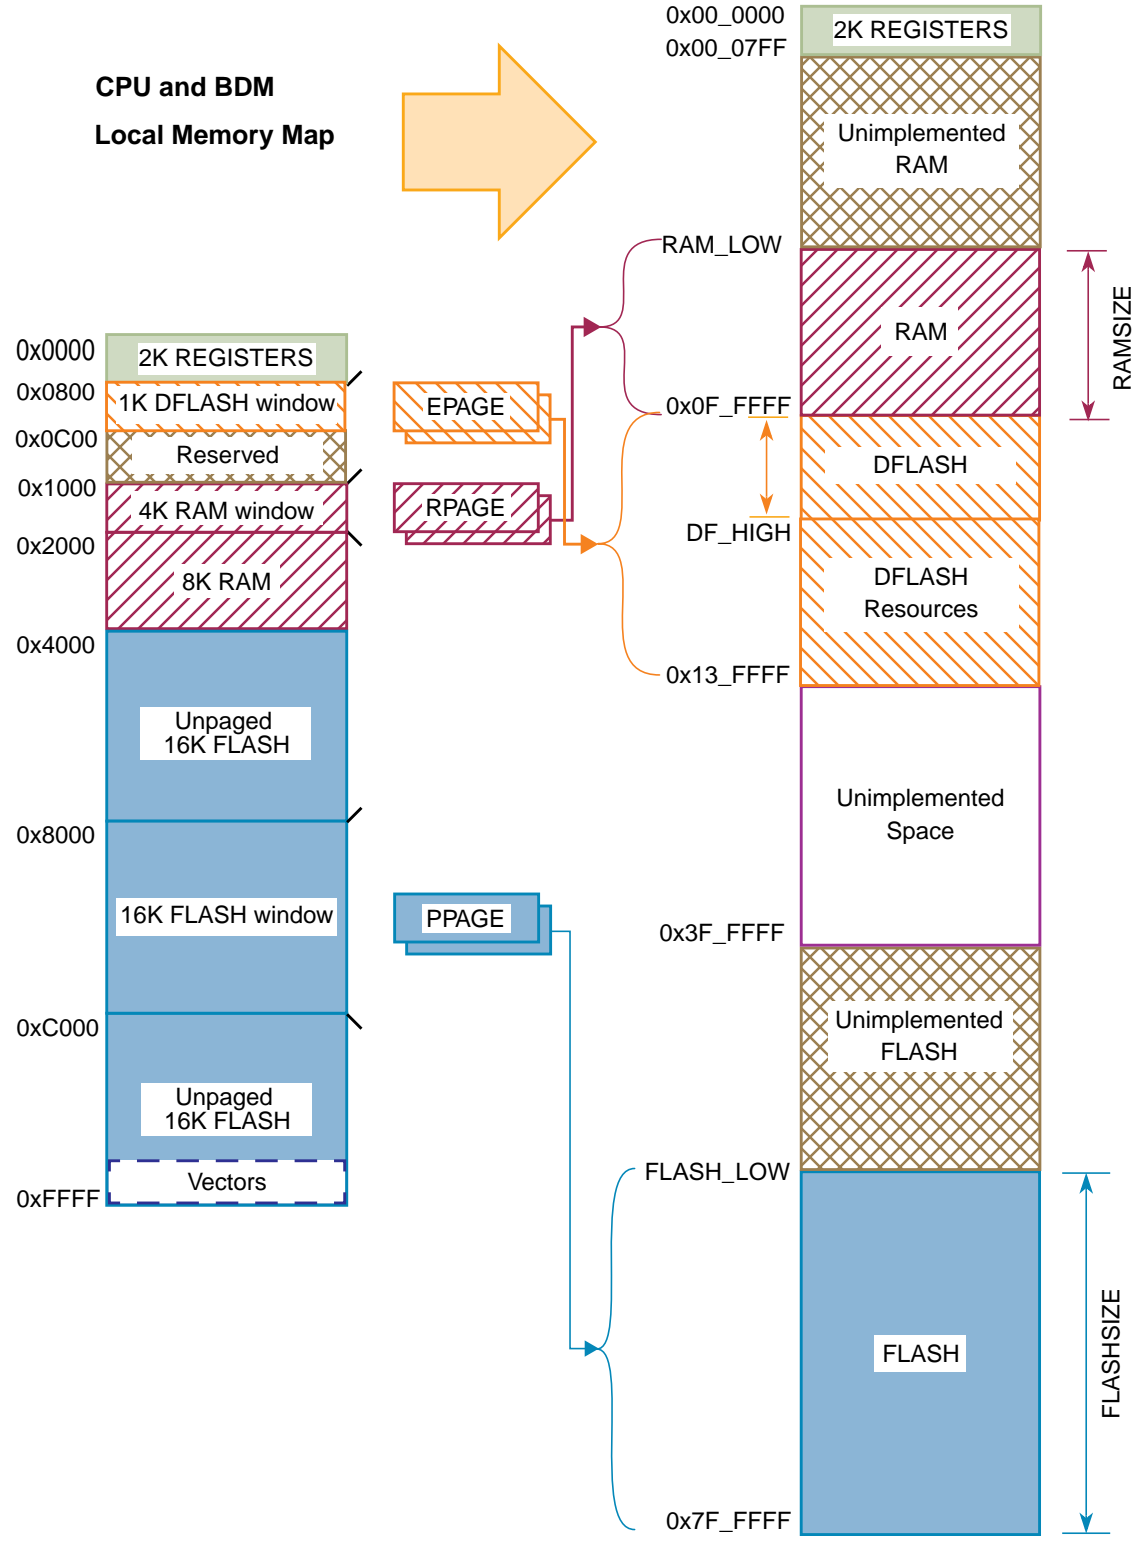 CPU and BDM
Local Memory Map
0x0000
2K REGISTERS
0x0800
1K DFLASH window
0x0C00
Reserved
0x1000
4K RAM window
0x2000
8K RAM
0x4000
Unpaged
16K FLASH
0x8000
16K FLASH window
0xC000
Unpaged
16K FLASH
Vectors
0xFFFF
EPAGE
RPAGE
PPAGE
0x00_0000
2K REGISTERS
0x00_07FF
Unimplemented
RAM
RAM_LOW
RAM
RAMSIZE
0x0F_FFFF
DFLASH
DF_HIGH
DFLASH
Resources
0x13_FFFF
Unimplemented
Space
0x3F_FFFF
Unimplemented
FLASH
FLASH_LOW
FLASH
FLASHSIZE
0x7F_FFFF